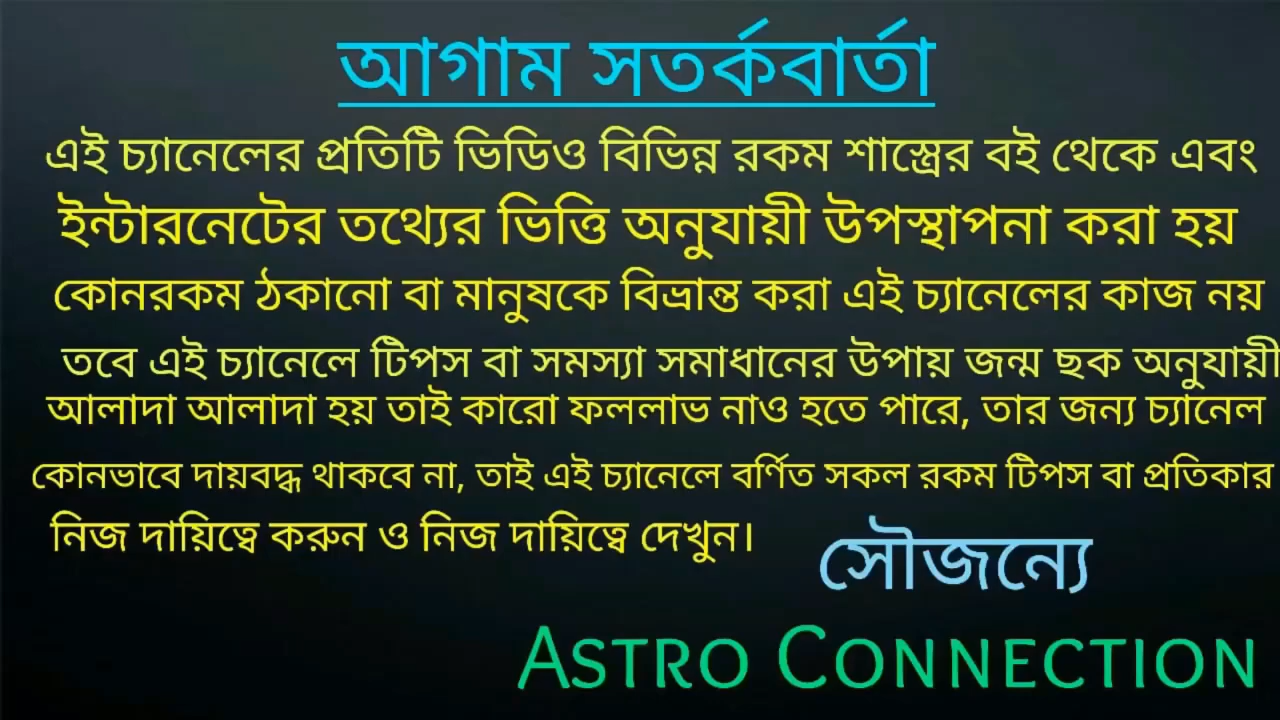 আগাম সতর্কবার্তা
এই চ্যানেলের প্রতিটি ভিডিও বিভিন্ন রকম শাস্ত্রের বই থেকে এবং
ইন্টারনেটের তথ্যের ভিত্তি অনুযায়ী উপস্থাপনা করা হয়
কোনরকম ঠকানো বা মানুষকে বিভ্রান্ত করা এই চ্যানেলের কাজ নয়
তবে এই চ্যানেলে টিপস বা সমস্যা সমাধানের উপায় জন্ম ছক অনুযায়ী
আলাদা আলাদা হয় তাই কারো ফললাভ নাও হতে পারে, তার জন্য চ্যানেল
কোনভাবে দায়বদ্ধ থাকবে না, তাই এই চ্যানেলে বর্ণিত সকল রকম টিপস বা প্রতিকার
নিজ দায়িত্বে করুন ও নিজ দায়িত্বে দেখুন।
সৌজন্যে
ASTRO CONNECTION